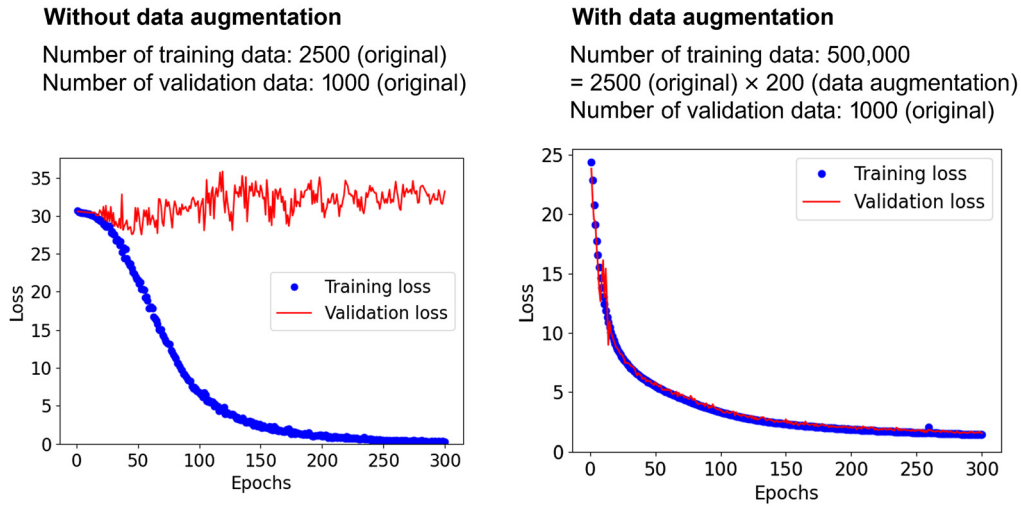 Without data augmentation
Number of training data: 2500 (original)
Number of validation data: 1000 (original)
35
30
25
20
15
10
5
0
Loss
Training loss
Validation loss
0 50 100 150 200 250 300
Epochs
With data augmentation
Number of training data: 500,000
= 2500 (original) × 200 (data augmentation)
Number of validation data: 1000 (original)
25
20
15
10
5
0
Loss
Training loss
Validation loss
0 50 100 150 200 250 300
Epochs